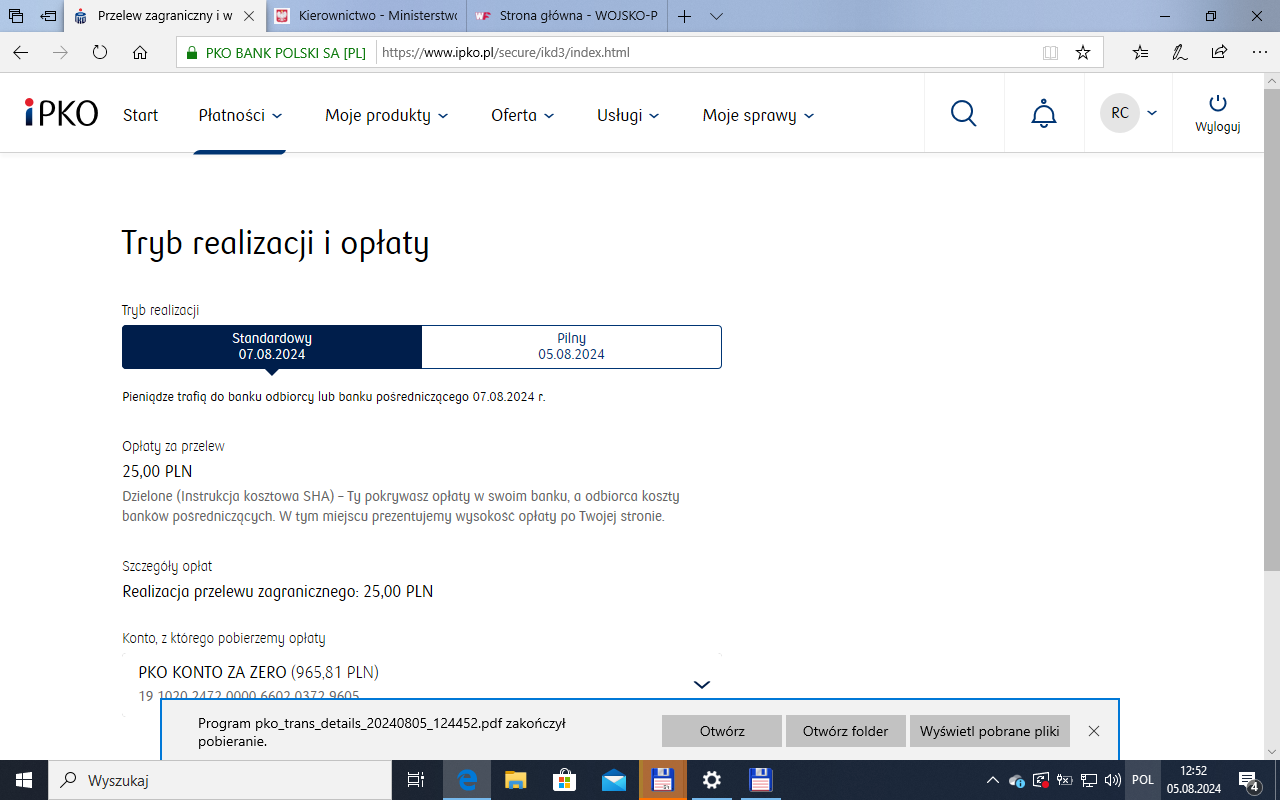 Przelew zagraniczny i w
Kierownictwo - Ministerstwo
Strona główna - WOJSKO-P
PKO BANK POLSKI SA [PL]
https://www.ipko.pl/secure/ikd3/index.html
iPKO
Start
Płatności
Moje produkty
Oferta
Usługi
Moje sprawy
RC
Wyloguj
Tryb realizacji i opłaty
Tryb realizacji
Standardowy
07.08.2024
Pilny
05.08.2024
Pieniądze trafią do banku odbiorcy lub banku pośredniczącego 07.08.2024 r.
Opłaty za przelew
25,00 PLN
Dzielone (Instrukcja kosztowa SHA) – Ty pokrywasz opłaty w swoim banku, a odbiorca koszty
banków pośredniczących. W tym miejscu prezentujemy wysokość opłaty po Twojej stronie.
Szczegóły opłat
Realizacja przelewu zagranicznego: 25,00 PLN
Konto, z którego pobierzemy opłaty
PKO KONTO ZA ZERO (965,81 PLN)
19 1020 2472 0000 6602 0372 9605
Program pko_trans_details_20240805_124452.pdf zakończył
pobieranie.
Otwórz
Otwórz folder
Wyświetl pobrane pliki
Wyszukaj
POL
12:52
05.08.2024
4